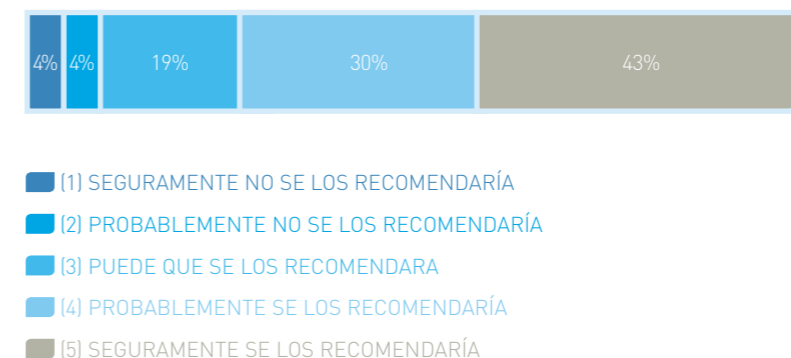 4% 4% 19% 30% 43%
(1) SEGURAMENTE NO SE LOS RECOMENDARÍA
(2) PROBABLEMENTE NO SE LOS RECOMENDARÍA
(3) PUEDE QUE SE LOS RECOMENDARA
(4) PROBABLEMENTE SE LOS RECOMENDARÍA
(5) SEGURAMENTE SE LOS RECOMENDARÍA